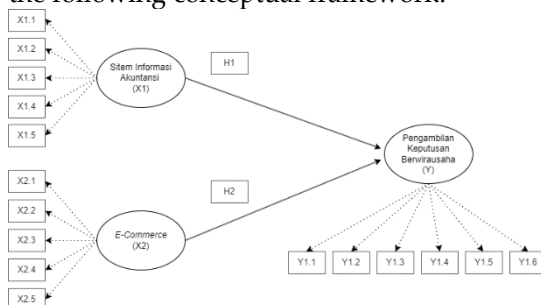 the following conceptual framework:
X1.1
X1.2
X1.3
X1.4
X1.5
Sitem Informasi
Akuntansi
(X1)
H1
Pengambilan
Keputusan
Berwirausaha
(Y)
X2.1
X2.2
X2.3
X2.4
X2.5
E-Commerce
(X2)
H2
Y1.1
Y1.2
Y1.3
Y1.4
Y1.5
Y1.6